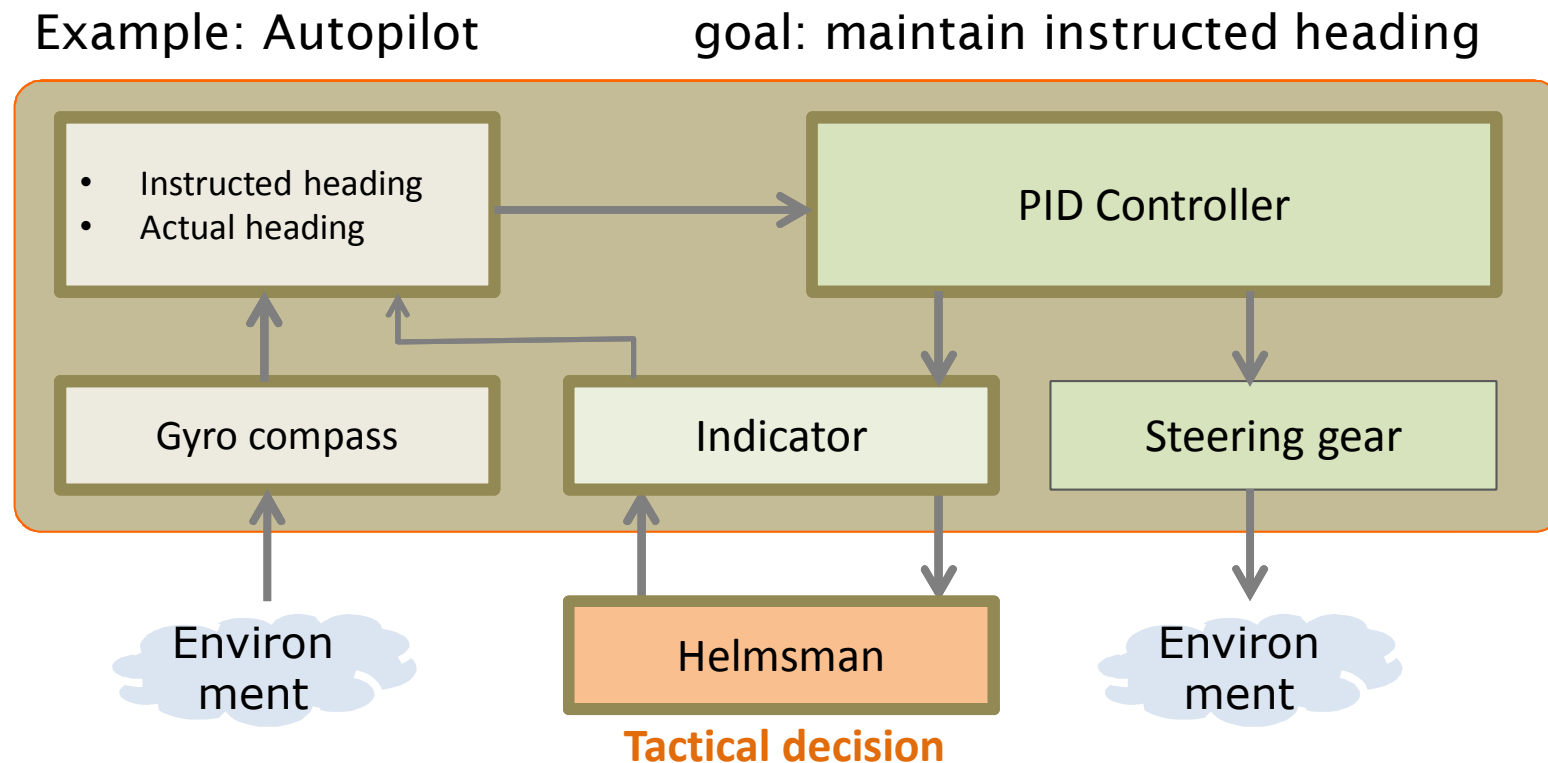 Example: Autopilot
goal: maintain instructed heading
• Instructed heading
• Actual heading
PID Controller
Gyro compass
Indicator
Steering gear
Environ
ment
Helmsman
Environ
ment
Tactical decision